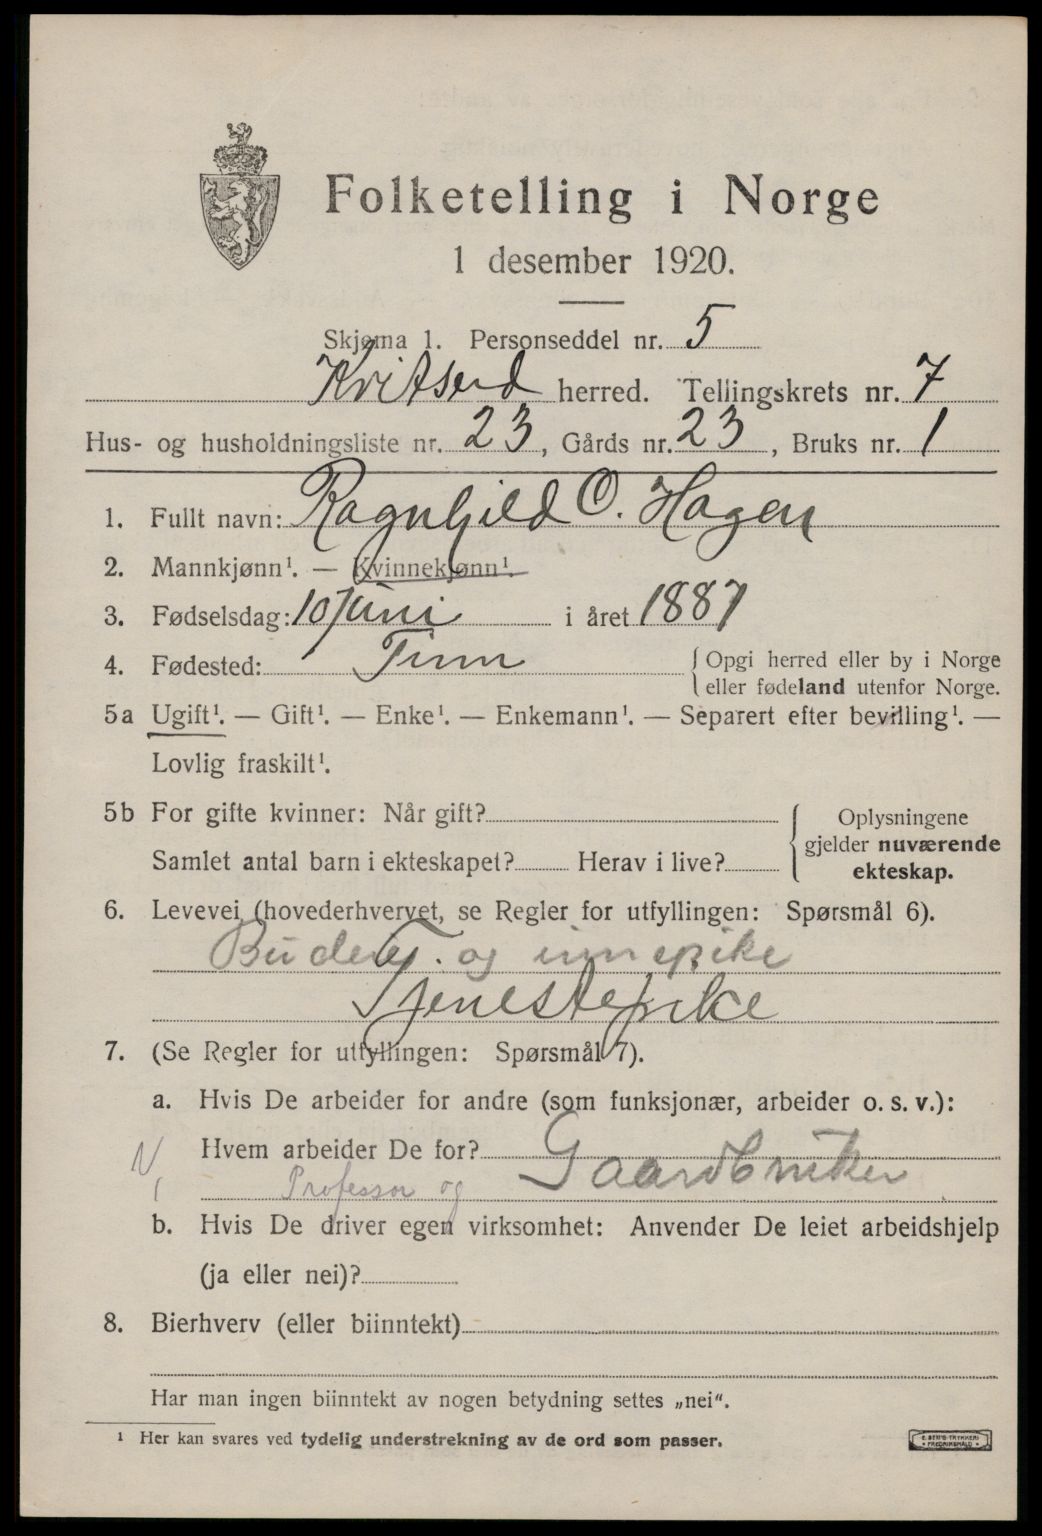 Folketelling i Norge
1 desember 1920.
Skjema 1. Personseddel nr. 5
Kvitseid herred. Tellingskrets nr. 7
Hus- og husholdningsliste nr. 23, Gårds nr. 23, Bruks nr. 1
1. Fullt navn: Ragnhild O. Hagen
2. Mannkjønn¹. — Kvinnekjønn¹.
3. Fødselsdag: 10 Juni i året 1887
4. Fødested: Tinn { Opgi herred eller by i Norge
eller fødeland utenfor Norge.
5a Ugift¹. — Gift¹. — Enke¹. — Enkemann¹. — Separert efter bevilling¹. —
Lovlig fraskilt¹.
5b For gifte kvinner: Når gift? { Oplysningene
gjelder nuværende
Samlet antal barn i ekteskapet? Herav i live? ekteskap.
6. Levevei (hovederhvervet, se Regler for utfyllingen: Spørsmål 6).
Budeie. og innepike
Tjenestepike
7. (Se Regler for utfyllingen: Spørsmål 7).
a. Hvis De arbeider for andre (som funksjonær, arbeider o. s. v.):
Hvem arbeider De for? Gaardbruker
Professor og
b. Hvis De driver egen virksomhet: Anvender De leiet arbeidshjelp
(ja eller nei)?
8. Bierhverv (eller biinntekt)
Har man ingen biinntekt av nogen betydning settes „nei“.
¹ Her kan svares ved tydelig understrekning av de ord som passer.